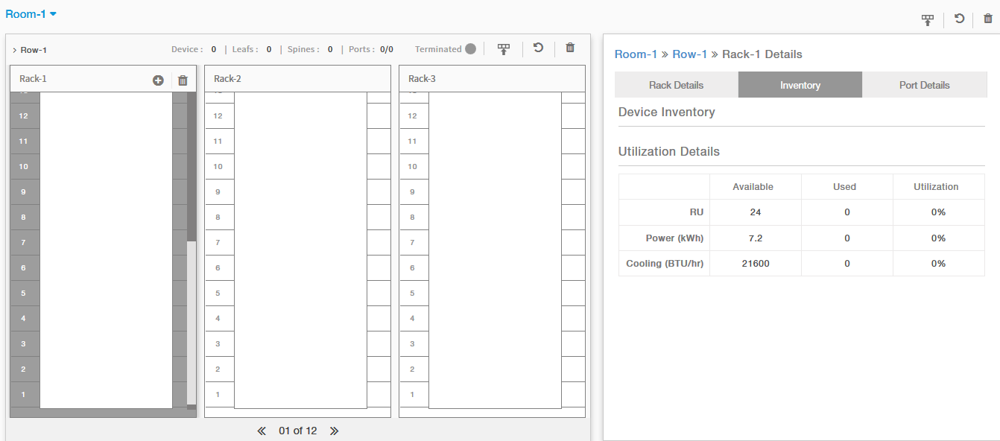 Room-1
Row-1 Device : 0 | Leafs : 0 | Spines : 0 | Ports : 0/0 Terminated
Rack-1 Rack-2 Rack-3
12 12 12
11 11 11
10 10 10
9 9 9
8 8 8
7 7 7
6 6 6
5 5 5
4 4 4
3 3 3
2 2 2
1 1 1
« 01 of 12 »
Room-1 » Row-1 » Rack-1 Details
Rack Details Inventory Port Details
Device Inventory
Utilization Details
Available Used Utilization
RU 24 0 0%
Power (kWh) 7.2 0 0%
Cooling (BTU/hr) 21600 0 0%